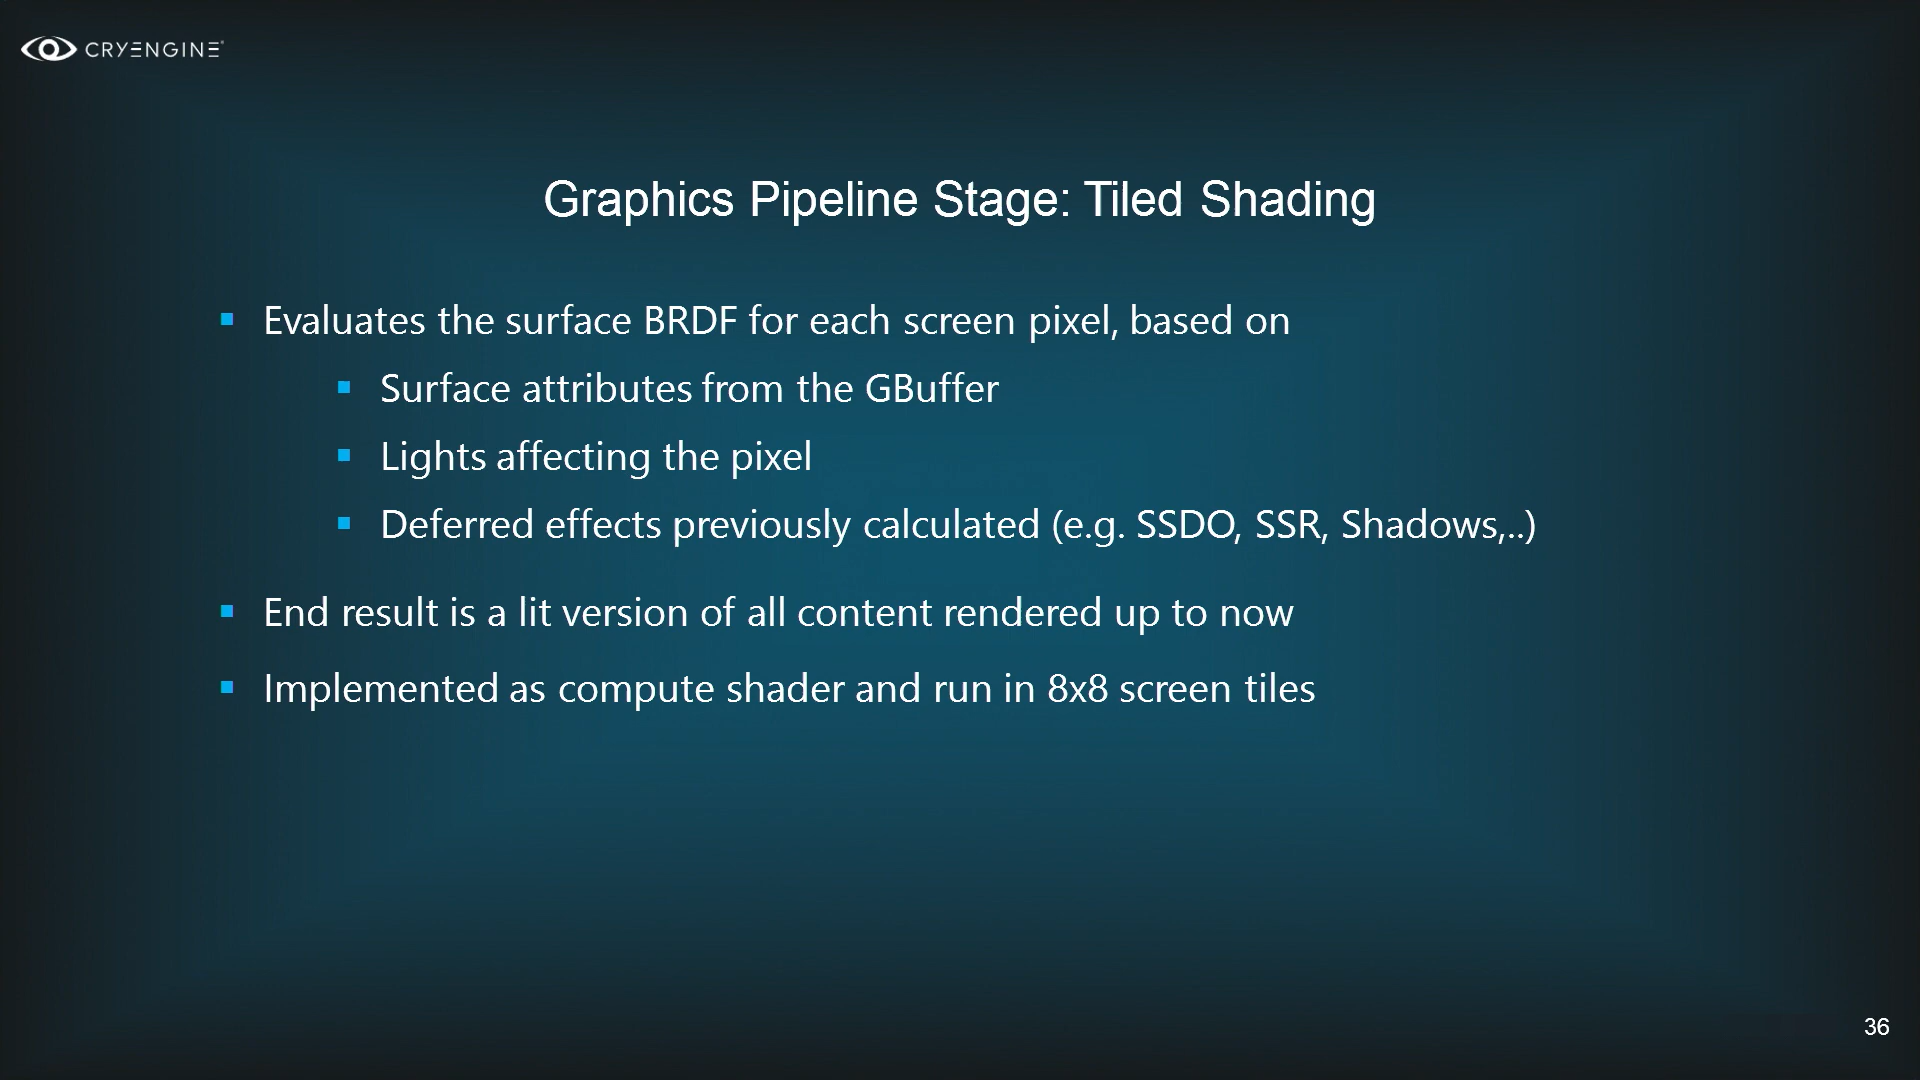 CRYENGINE®
Graphics Pipeline Stage: Tiled Shading
▪ Evaluates the surface BRDF for each screen pixel, based on
▪ Surface attributes from the GBuffer
▪ Lights affecting the pixel
▪ Deferred effects previously calculated (e.g. SSDO, SSR, Shadows,..)
▪ End result is a lit version of all content rendered up to now
▪ Implemented as compute shader and run in 8x8 screen tiles
36